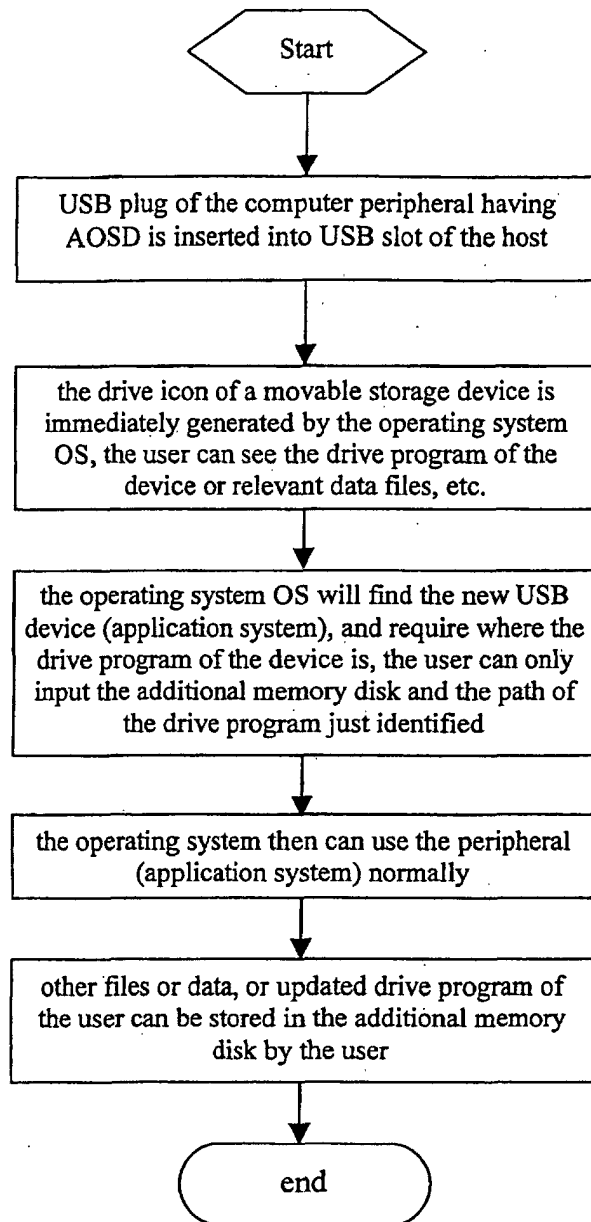 Start
USB plug of the computer peripheral having
AOSD is inserted into USB slot of the host
the drive icon of a movable storage device is
immediately generated by the operating system
OS, the user can see the drive program of the
device or relevant data files, etc.
the operating system OS will find the new USB
device (application system), and require where the
drive program of the device is, the user can only
input the additional memory disk and the path of
the drive program just identified
the operating system then can use the peripheral
(application system) normally
other files or data, or updated drive program of
the user can be stored in the additional memory
disk by the user
end